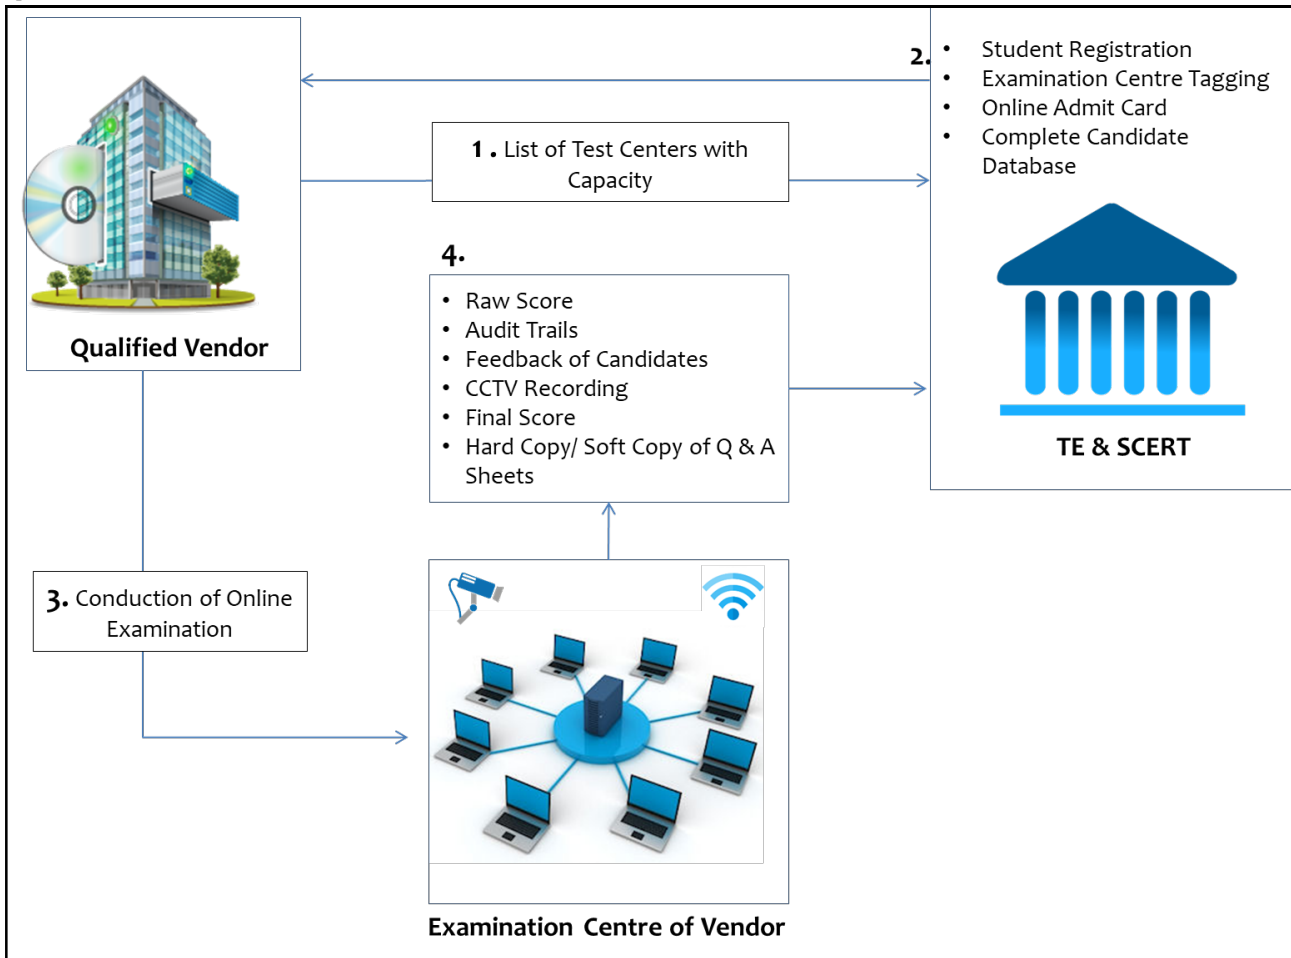 2.
• Student Registration
• Examination Centre Tagging
• Online Admit Card
• Complete Candidate
Database
1. List of Test Centers with
Capacity
Qualified Vendor
4.
• Raw Score
• Audit Trails
• Feedback of Candidates
• CCTV Recording
• Final Score
• Hard Copy/ Soft Copy of Q & A
Sheets
TE & SCERT
3. Conduction of Online
Examination
Examination Centre of Vendor